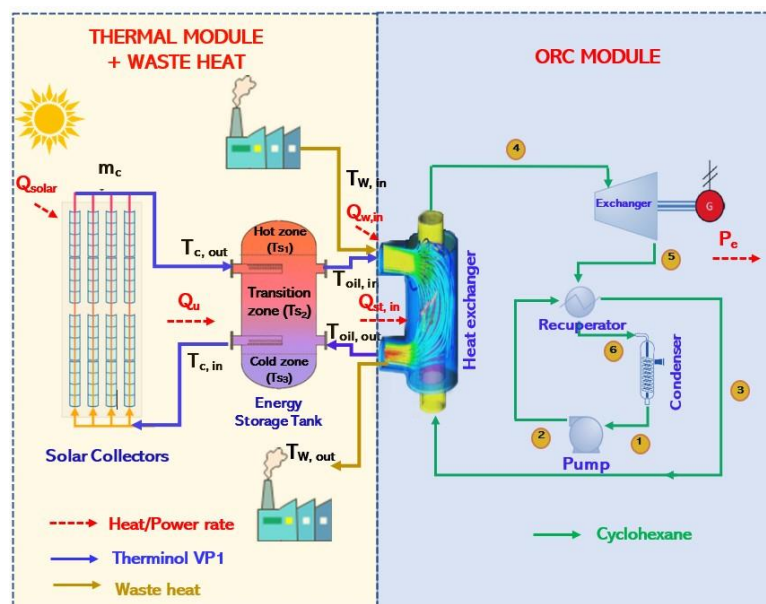 THERMAL MODULE
+ WASTE HEAT
ORC MODULE
mc
Qsolar
TW, in
Qw,in
4
Exchanger
G
Pe
Hot zone
(Ts1)
Tc, out
Toil, in
5
Qu
Transition
zone (Ts2)
Qst, in
Heat exchanger
Recuperator
Toil, out
6
Condenser
3
Tc, in
Cold zone
(Ts3)
Energy
Storage Tank
2
1
Pump
Solar Collectors
TW, out
Heat/Power rate
Therminol VP1
Waste heat
Cyclohexane